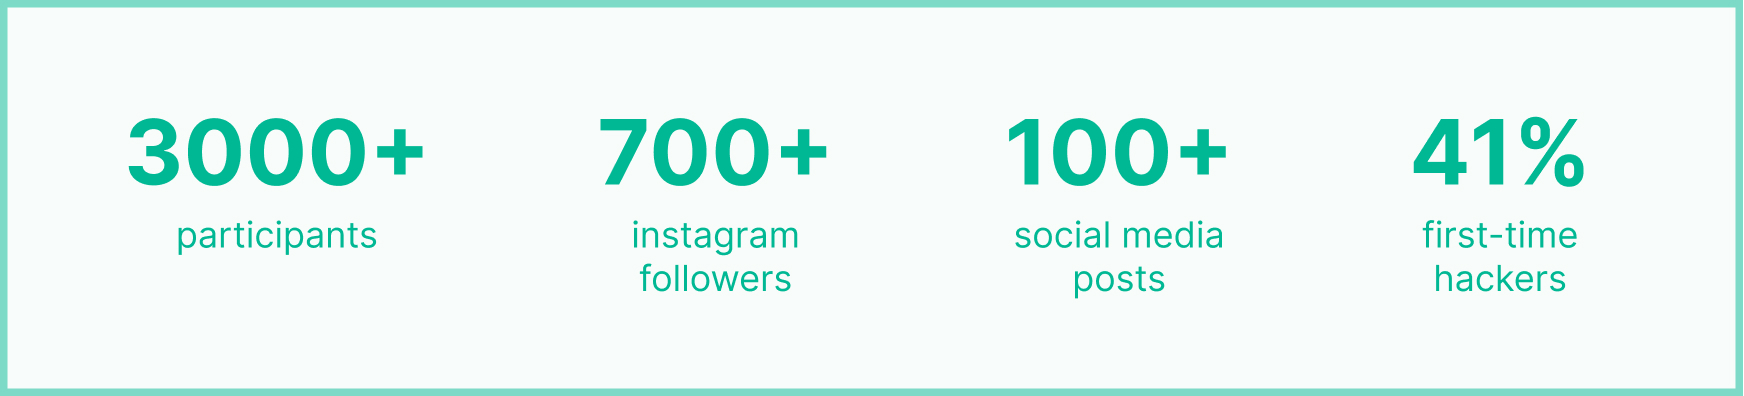 3000+
participants
700+
instagram
followers
100+
social media
posts
41%
first-time
hackers